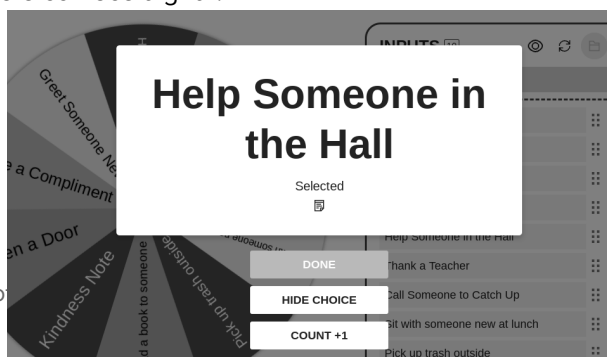 INPUTS
Help Someone in
the Hall
Selected
DONE
HIDE CHOICE
COUNT +1
Help Someone in the Hall
Thank a Teacher
Call Someone to Catch Up
Sit with someone new at lunch
Pick up trash outside
Greet Someone New
a Compliment
a Door
Kindness Note
a book to someone
Pick up trash outside